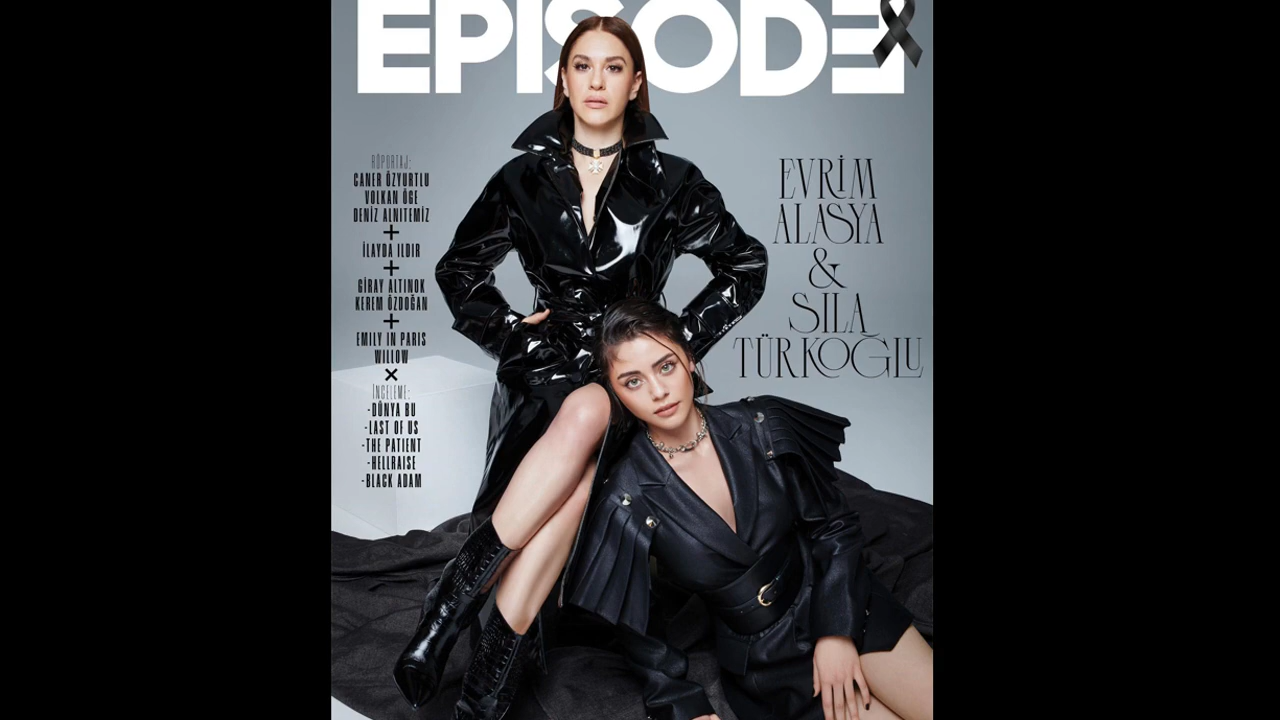 EPISODE
RÖPORTAJ:
CANER ÖZYURTLU
VOLKAN ÖGE
DENİZ ALNITEMİZ
+
İLAYDA ILDIR
+
GİRAY ALTINOK
KEREM ÖZDOĞAN
+
EMILY IN PARIS
WILLOW
×
İNCELEME:
-DÜNYA BU
-LAST OF US
-THE PATIENT
-HELLRAISE
-BLACK ADAM
EVRİM
ALASYA
&
SILA
TÜRKOĞLU